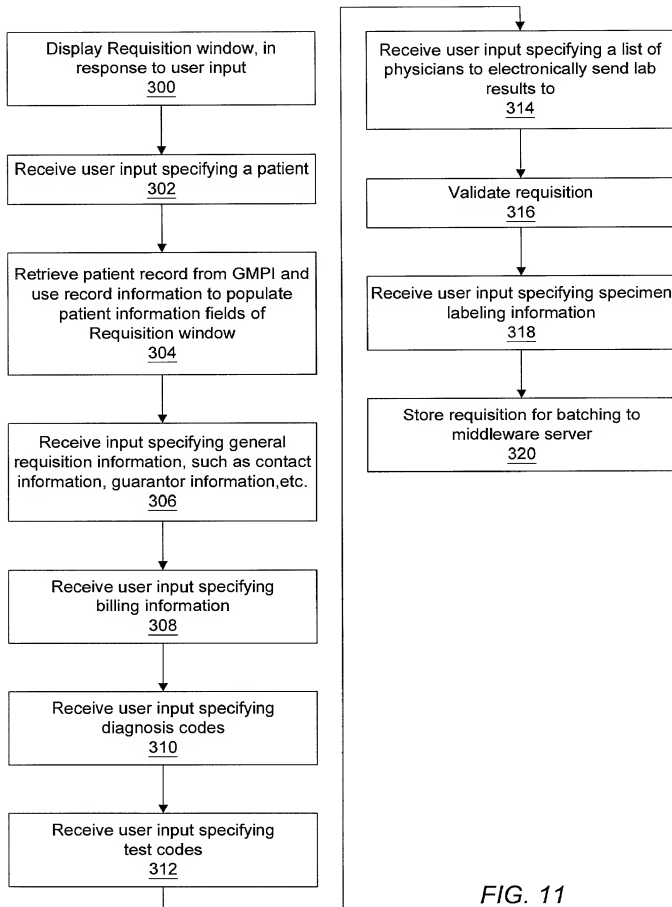 Display Requisition window, in
response to user input
300
Receive user input specifying a patient
302
Retrieve patient record from GMPI and
use record information to populate
patient information fields of
Requisition window
304
Receive input specifying general
requisition information, such as contact
information, guarantor information,etc.
306
Receive user input specifying
billing information
308
Receive user input specifying
diagnosis codes
310
Receive user input specifying
test codes
312
Receive user input specifying a list of
physicians to electronically send lab
results to
314
Validate requisition
316
Receive user input specifying specimen
labeling information
318
Store requisition for batching to
middleware server
320
FIG. 11